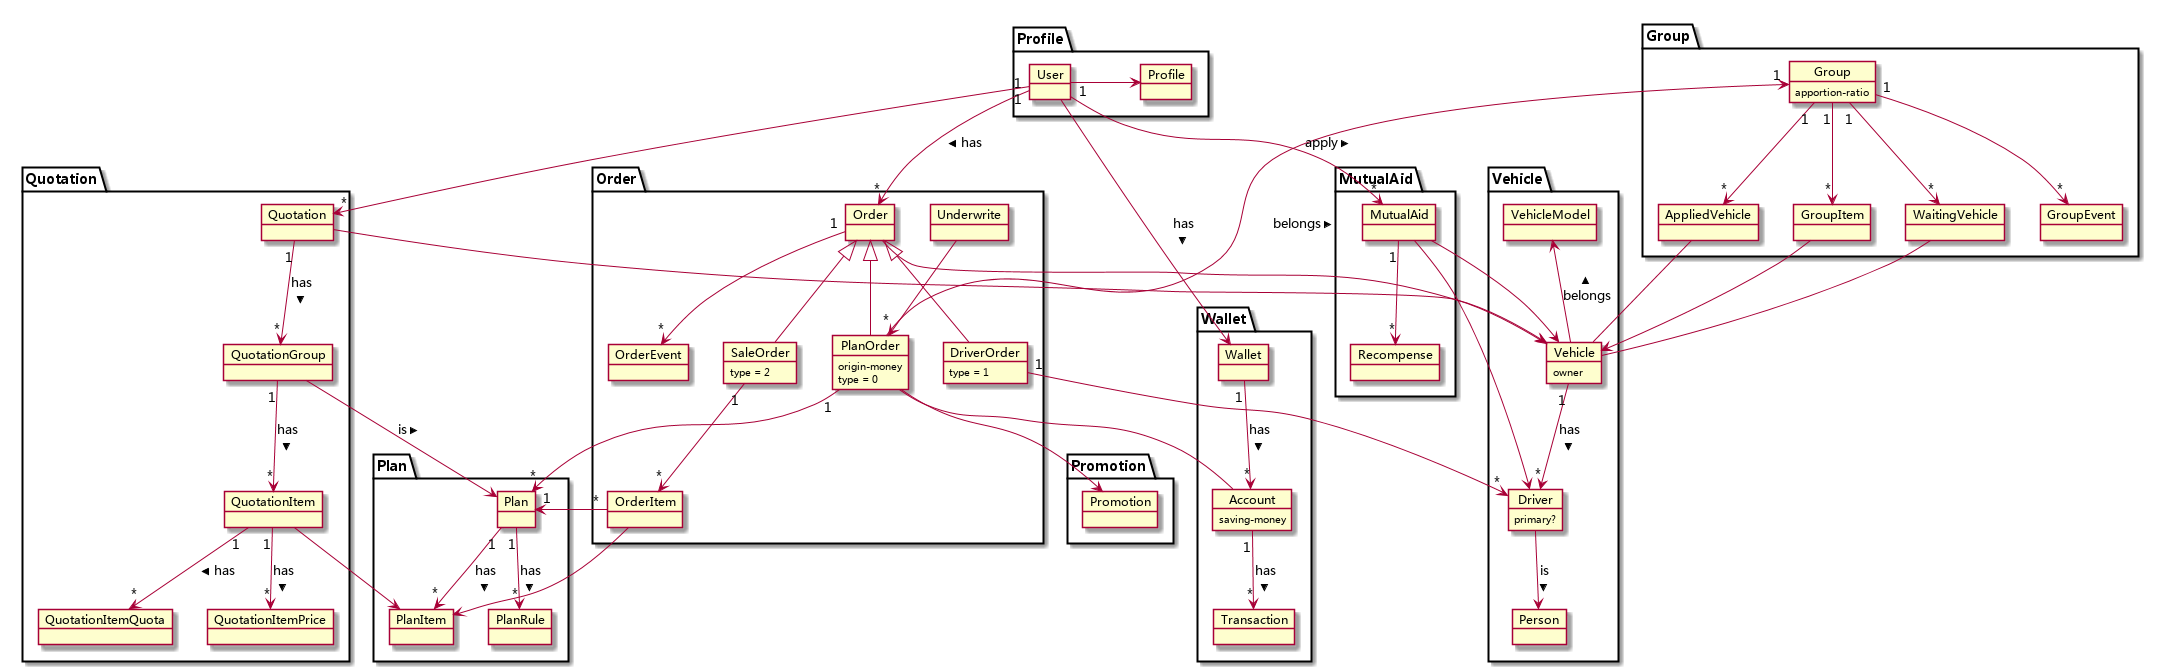 Profile
User
Profile
1
1
1
◄ has
Group
Group
apportion-ratio
1
1
1
1
1
*
*
*
*
AppliedVehicle
GroupItem
WaitingVehicle
GroupEvent
apply ►
belongs ►
Quotation
Quotation
*
1
has
▼
*
QuotationGroup
1
has
▼
*
is ►
QuotationItem
1
1
◄ has
has
▼
*
*
QuotationItemQuota
QuotationItemPrice
Order
*
1
Order
Underwrite
*
*
OrderEvent
SaleOrder
type = 2
PlanOrder
origin-money
type = 0
DriverOrder
type = 1
1
1
1
*
*
OrderItem
Plan
*
Plan
1
1
1
has
▼
has
▼
*
*
PlanItem
PlanRule
Promotion
Promotion
has
▼
Wallet
Wallet
1
has
▼
*
Account
saving-money
1
has
▼
*
Transaction
MutualAid
*
MutualAid
1
*
Recompense
Vehicle
VehicleModel
▲
belongs
Vehicle
owner
1
has
▼
*
*
Driver
primary?
is
▼
Person